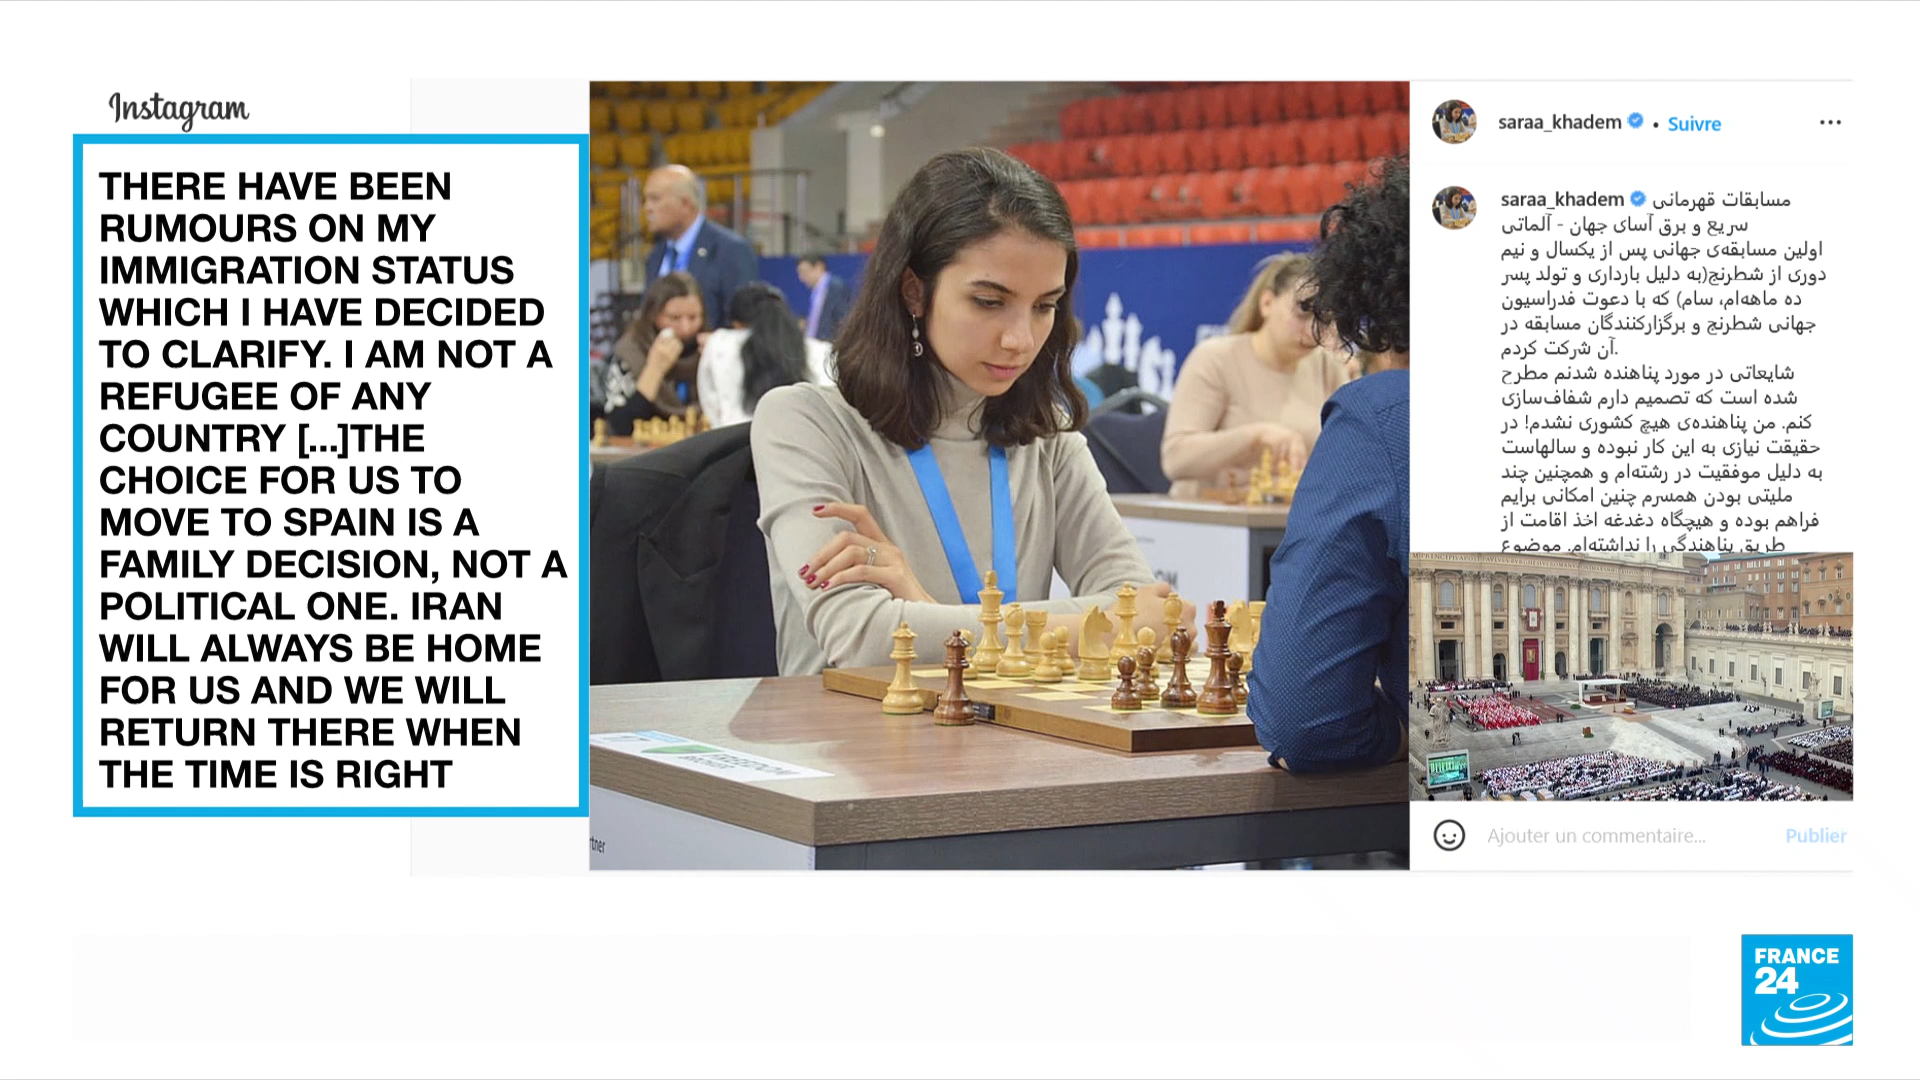 Instagram
THERE HAVE BEEN
RUMOURS ON MY
IMMIGRATION STATUS
WHICH I HAVE DECIDED
TO CLARIFY. I AM NOT A
REFUGEE OF ANY
COUNTRY [...]THE
CHOICE FOR US TO
MOVE TO SPAIN IS A
FAMILY DECISION, NOT A
POLITICAL ONE. IRAN
WILL ALWAYS BE HOME
FOR US AND WE WILL
RETURN THERE WHEN
THE TIME IS RIGHT
saraa_khadem • Suivre
saraa_khadem مسابقات قهرمانی
سریع و برق آسای جهان - آلماتی
اولین مسابقه‌ی جهانی پس از یکسال و نیم
دوری از شطرنج(به دلیل بارداری و تولد پسر
ده ماهه‌ام، سام) که با دعوت فدراسیون
جهانی شطرنج و برگزارکنندگان مسابقه در
آن شرکت کردم.
شایعاتی در مورد پناهنده شدنم مطرح
شده است که تصمیم دارم شفاف‌سازی
کنم. من پناهنده‌ی هیچ کشوری نشدم! در
حقیقت نیازی به این کار نبوده و سالهاست
به دلیل موفقیت در رشته‌ام و همچنین چند
ملیتی بودن همسرم چنین امکانی برایم
فراهم بوده و هیچگاه دغدغه اخذ اقامت از
طریق پناهندگی را نداشته‌ام. موضوع
Ajouter un commentaire... Publier
FRANCE
24